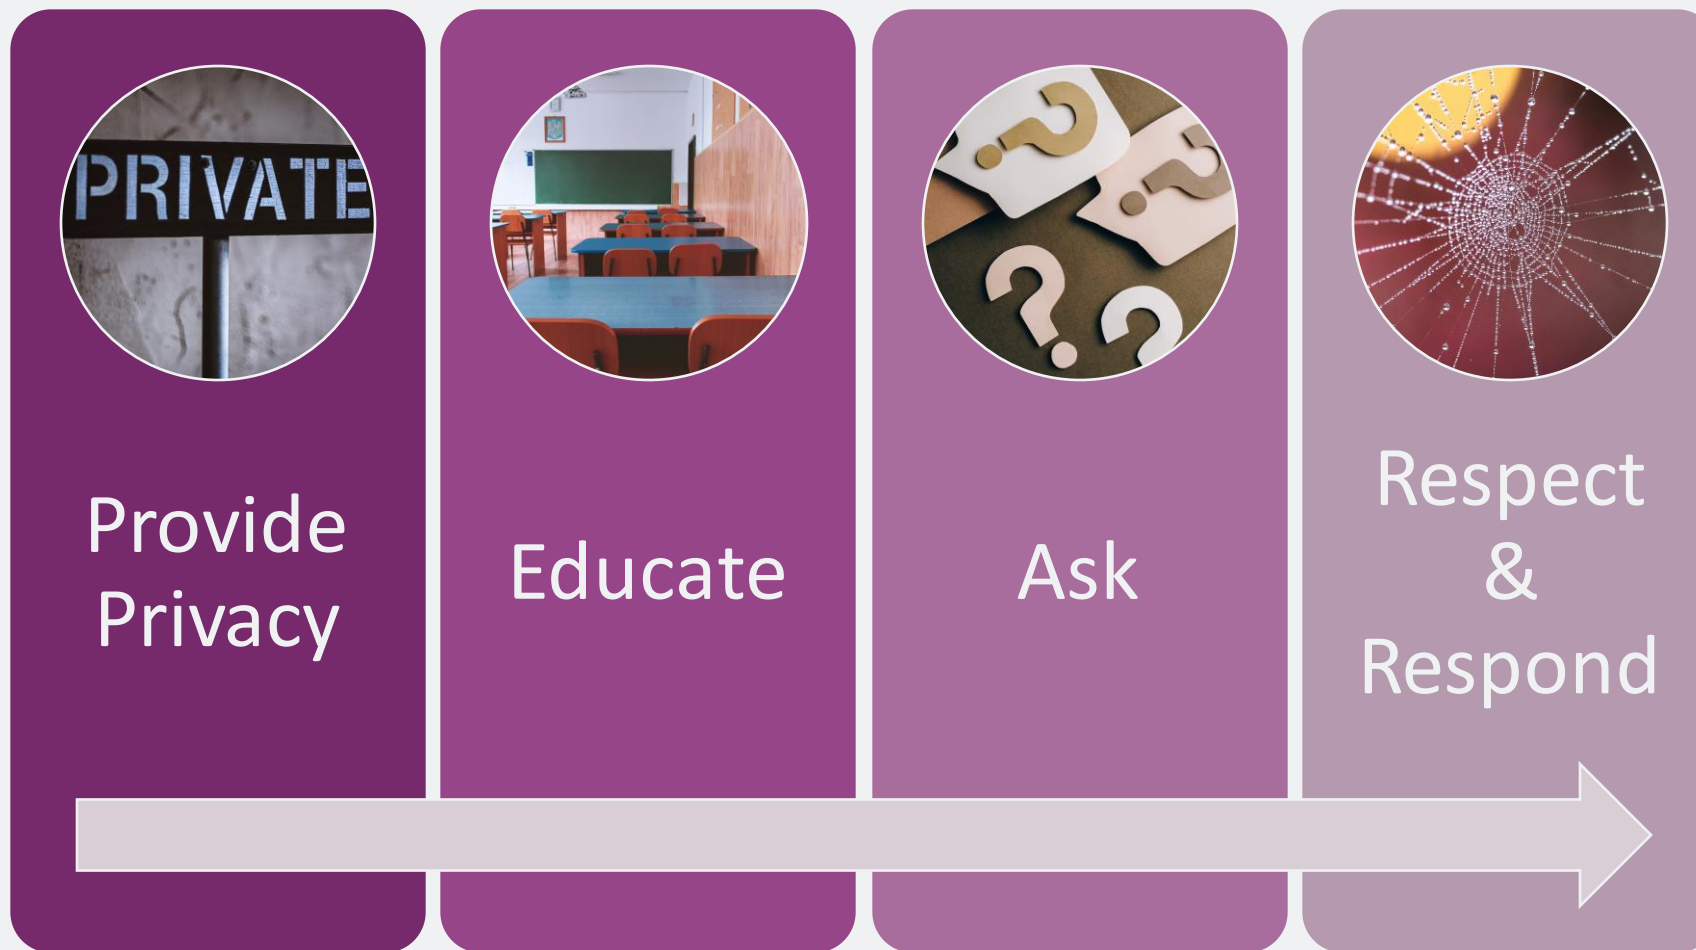 PRIVATE
Provide
Privacy
Educate
Ask
Respect
&
Respond